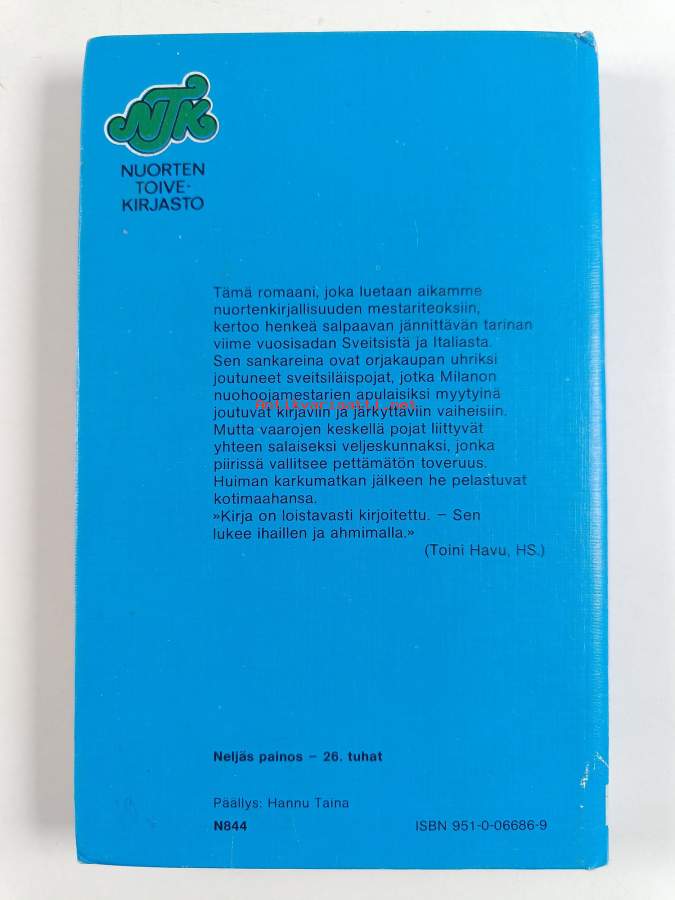 NTK
NUORTEN
TOIVE-
KIRJASTO
Tämä romaani, joka luetaan aikamme
nuortenkirjallisuuden mestariteoksiin,
kertoo henkeä salpaavan jännittävän tarinan
viime vuosisadan Sveitsistä ja Italiasta.
Sen sankareina ovat orjakaupan uhriksi
joutuneet sveitsiläispojat, jotka Milanon
nuohoojamestarien apulaisiksi myytyinä
Antikvariaatti.net
joutuvat kirjaviin ja järkyttäviin vaiheisiin.
Mutta vaarojen keskellä pojat liittyvät
yhteen salaiseksi veljeskunnaksi, jonka
piirissä vallitsee pettämätön toveruus.
Huiman karkumatkan jälkeen he pelastuvat
kotimaahansa.
»Kirja on loistavasti kirjoitettu. – Sen
lukee ihaillen ja ahmimalla.»
(Toini Havu, HS.)
Neljäs painos – 26. tuhat
Päällys: Hannu Taina
N844 ISBN 951-0-06686-9